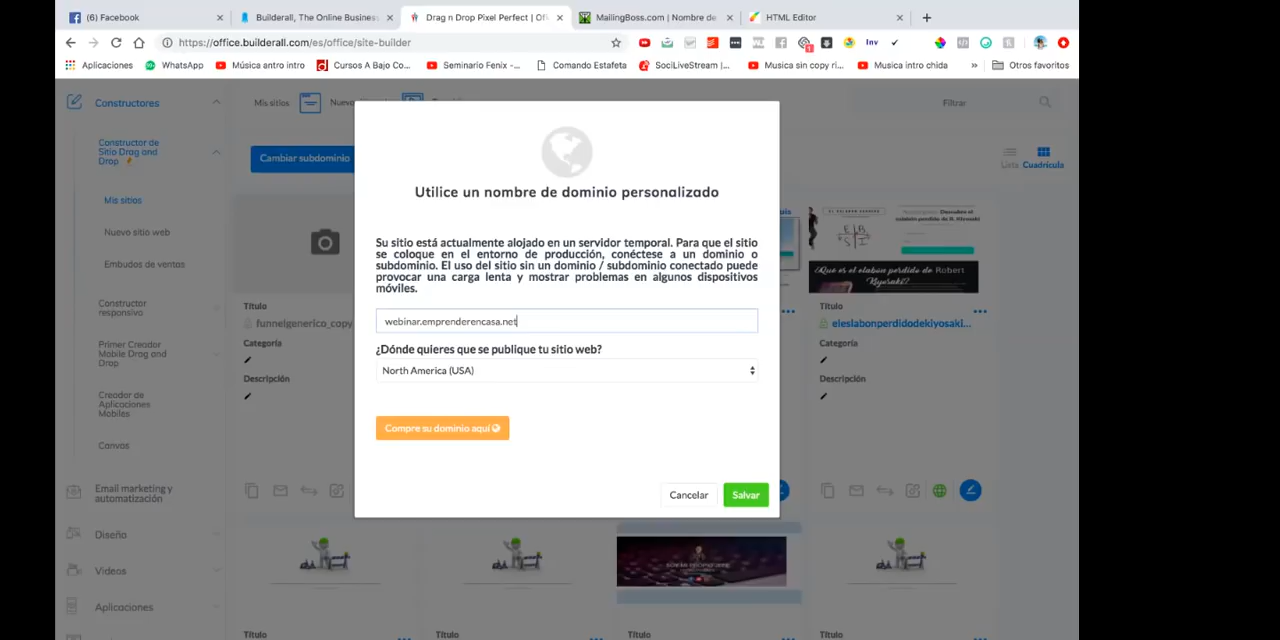 (6) Facebook
Builderall, The Online Business
Drag n Drop Pixel Perfect | Of
MailingBoss.com | Nombre de
HTML Editor
https://office.builderall.com/es/office/site-builder
Inv
Aplicaciones
WhatsApp
Música antro intro
Cursos A Bajo Co...
Seminario Fenix -...
Comando Estafeta
SociLiveStream |...
Musica sin copy ri...
Musica intro chida
»
Otros favoritos
Constructores
Mis sitios
Filtrar
Constructor de
Sitio Drag and
Drop
Cambiar subdominio
Lista
Cuadrícula
Mis sitios
Nuevo sitio web
Embudos de ventas
Constructor
responsivo
Primer Creador
Mobile Drag and
Drop
Creador de
Aplicaciones
Mobiles
Canvas
Email marketing y
automatización
Diseño
Videos
Aplicaciones
Utilice un nombre de dominio personalizado
Su sitio está actualmente alojado en un servidor temporal. Para que el sitio
se coloque en el entorno de producción, conéctese a un dominio o
subdominio. El uso del sitio sin un dominio / subdominio conectado puede
provocar una carga lenta y mostrar problemas en algunos dispositivos
móviles.
webinar.emprenderencasa.net
¿Dónde quieres que se publique tu sitio web?
North America (USA)
Compre su dominio aquí
Cancelar
Salvar
Título
funnelgenerico_copy
Categoría
Descripción
¿Que es el elabón perdido de Robert
Kiyosaki?
Título
eleslabonperdidodekiyosaki...
Categoría
Descripción
Título
Título
Título
Título